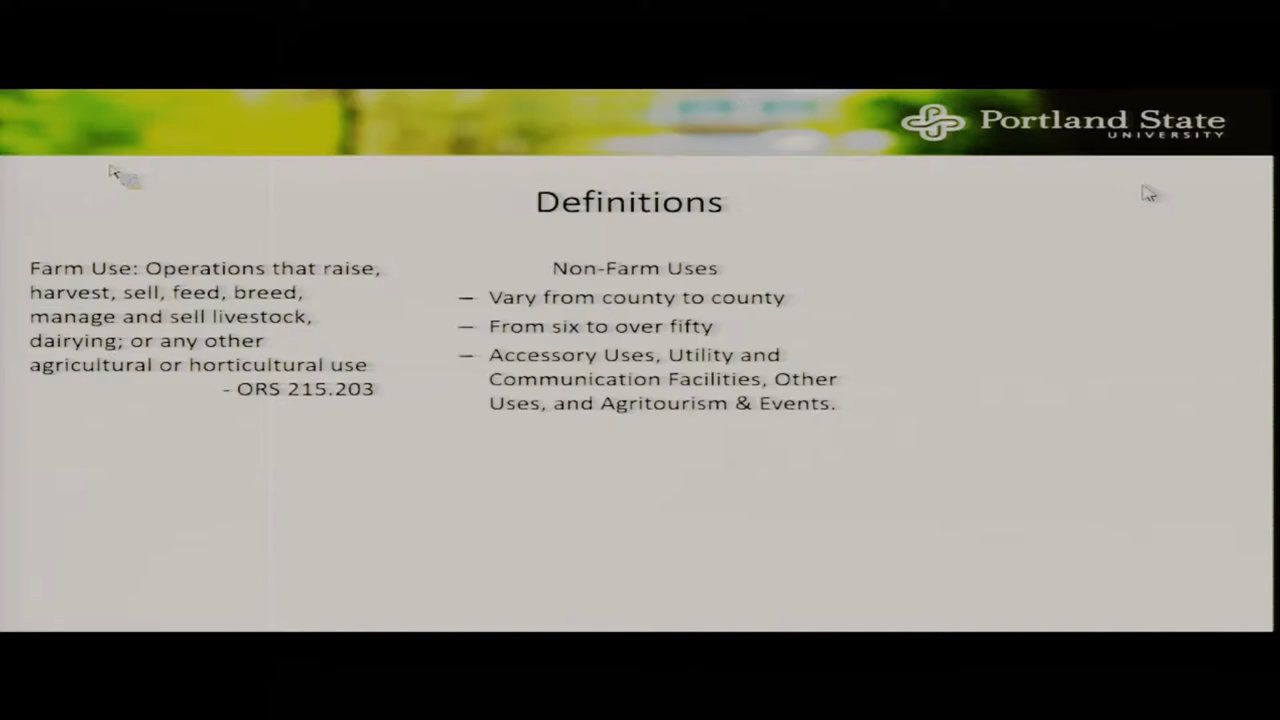 Portland State
UNIVERSITY
Definitions
Farm Use: Operations that raise,
harvest, sell, feed, breed,
manage and sell livestock,
dairying; or any other
agricultural or horticultural use
- ORS 215.203
Non-Farm Uses
– Vary from county to county
– From six to over fifty
– Accessory Uses, Utility and
Communication Facilities, Other
Uses, and Agritourism & Events.